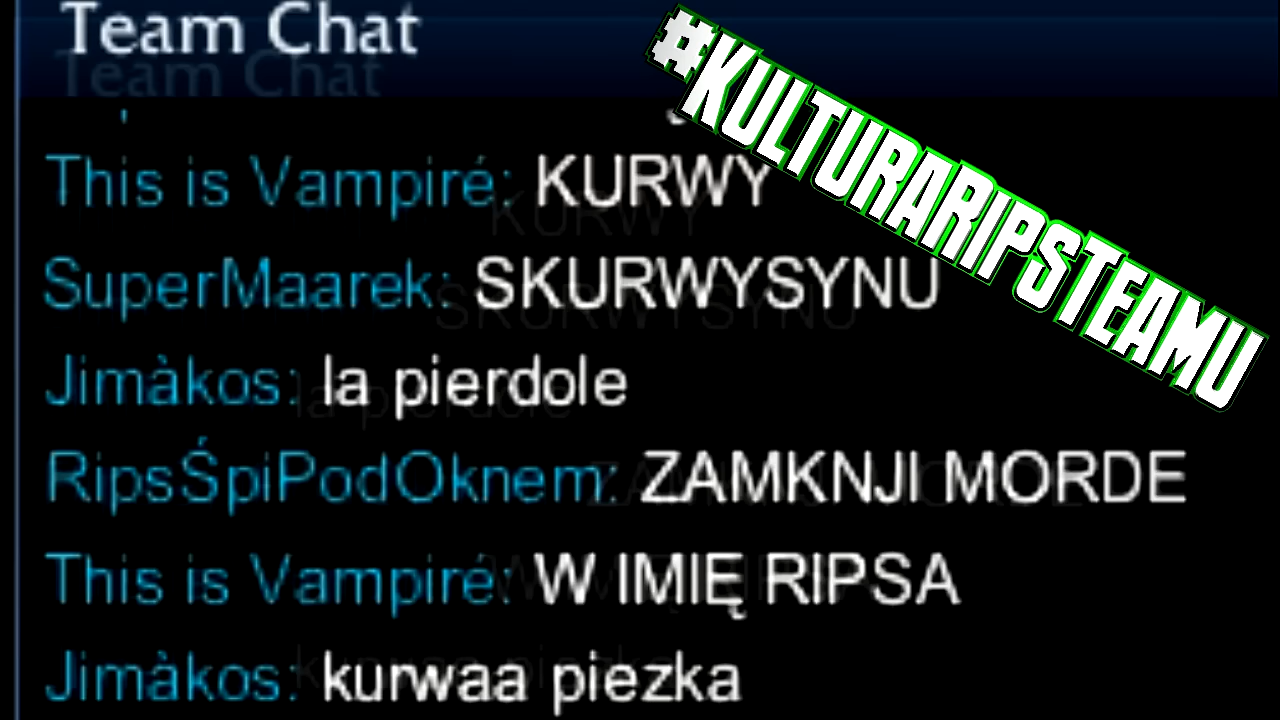 Team Chat
#KULTURARIPSTEAMU
This is Vampiré: KURWY
SuperMaarek: SKURWYSYNU
Jimàkos: la pierdole
RipsŚpiPodOknem: ZAMKNJI MORDE
This is Vampiré: W IMIĘ RIPSA
Jimàkos: kurwaa piezka